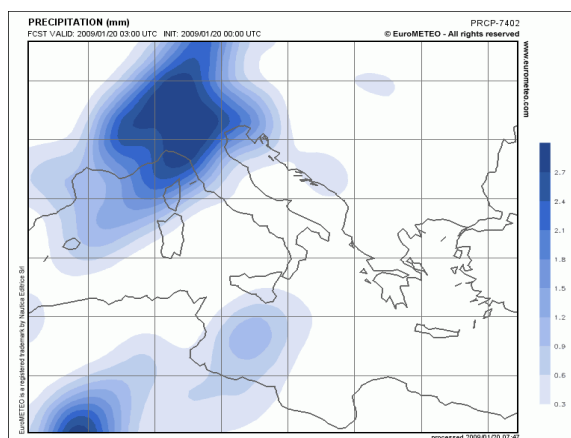 PRECIPITATION (mm)
PRCP-7402
FCST VALID: 2009/01/20 03:00 UTC INIT: 2009/01/20 00:00 UTC
© EuroMETEO - All rights reserved
www.eurometeo.com
2.7
2.4
2.1
1.8
1.5
1.2
0.9
0.6
0.3
EuroMETEO is a registered trademark by Nautica Editrice Srl
processed 2009/01/20 07:47